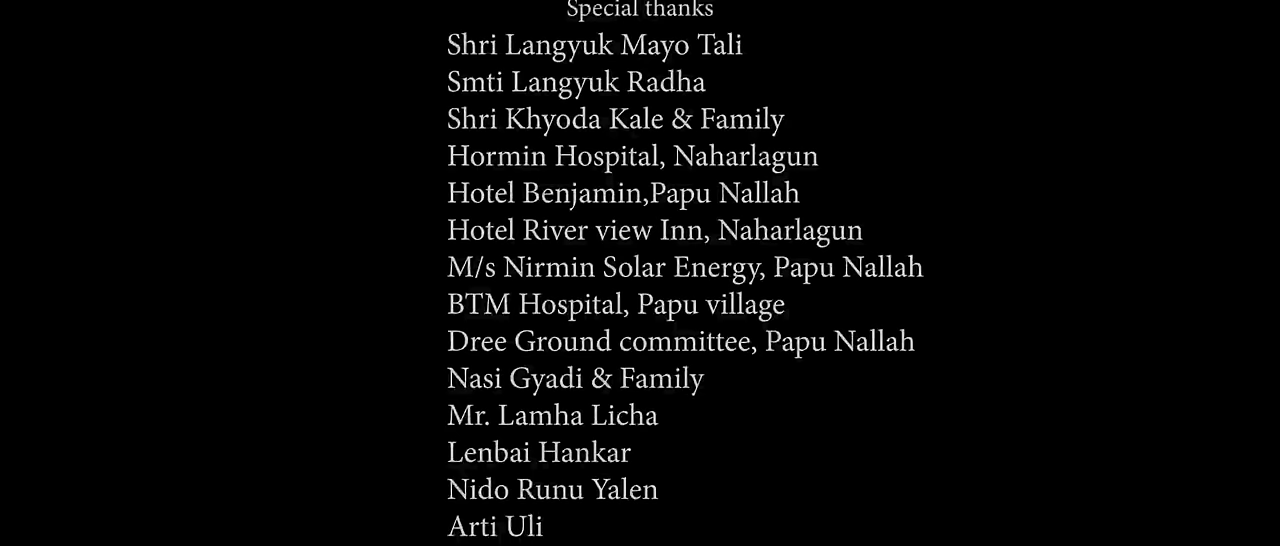 Special thanks
Shri Langyuk Mayo Tali
Smti Langyuk Radha
Shri Khyoda Kale & Family
Hormin Hospital, Naharlagun
Hotel Benjamin,Papu Nallah
Hotel River view Inn, Naharlagun
M/s Nirmin Solar Energy, Papu Nallah
BTM Hospital, Papu village
Dree Ground committee, Papu Nallah
Nasi Gyadi & Family
Mr. Lamha Licha
Lenbai Hankar
Nido Runu Yalen
Arti Uli